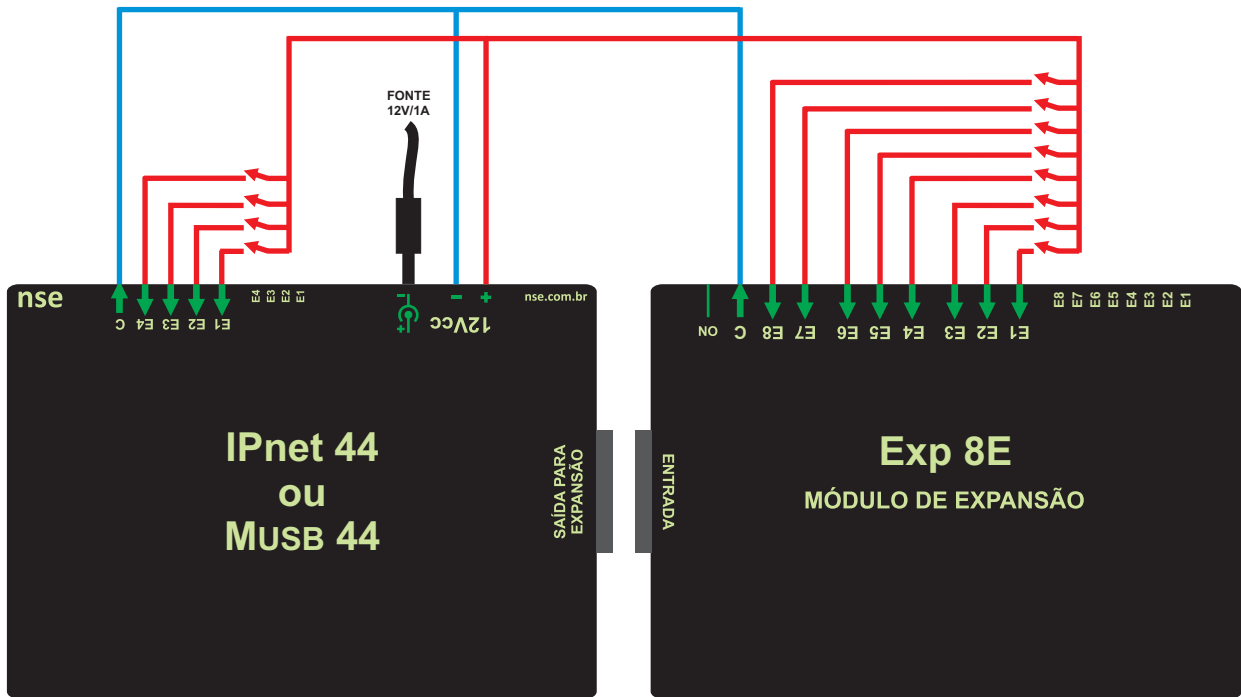 FONTE
12V/1A
nse
E4
E3
E2
E1
nse.com.br
C
E4
E3
E2
E1
- +
- +
12Vcc
IPnet 44
ou
MUSB 44
SAÍDA PARA
EXPANSÃO
E8
E7
E6
E5
E4
E3
E2
E1
ON
C
E8
E7
E6
E5
E4
E3
E2
E1
ENTRADA
Exp 8E
MÓDULO DE EXPANSÃO